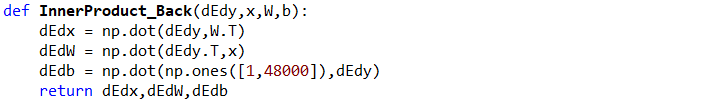 def InnerProduct_Back(dEdy,x,W,b):
    dEdx = np.dot(dEdy,W.T)
    dEdW = np.dot(dEdy.T,x)
    dEdb = np.dot(np.ones([1,48000]),dEdy)
    return dEdx,dEdW,dEdb